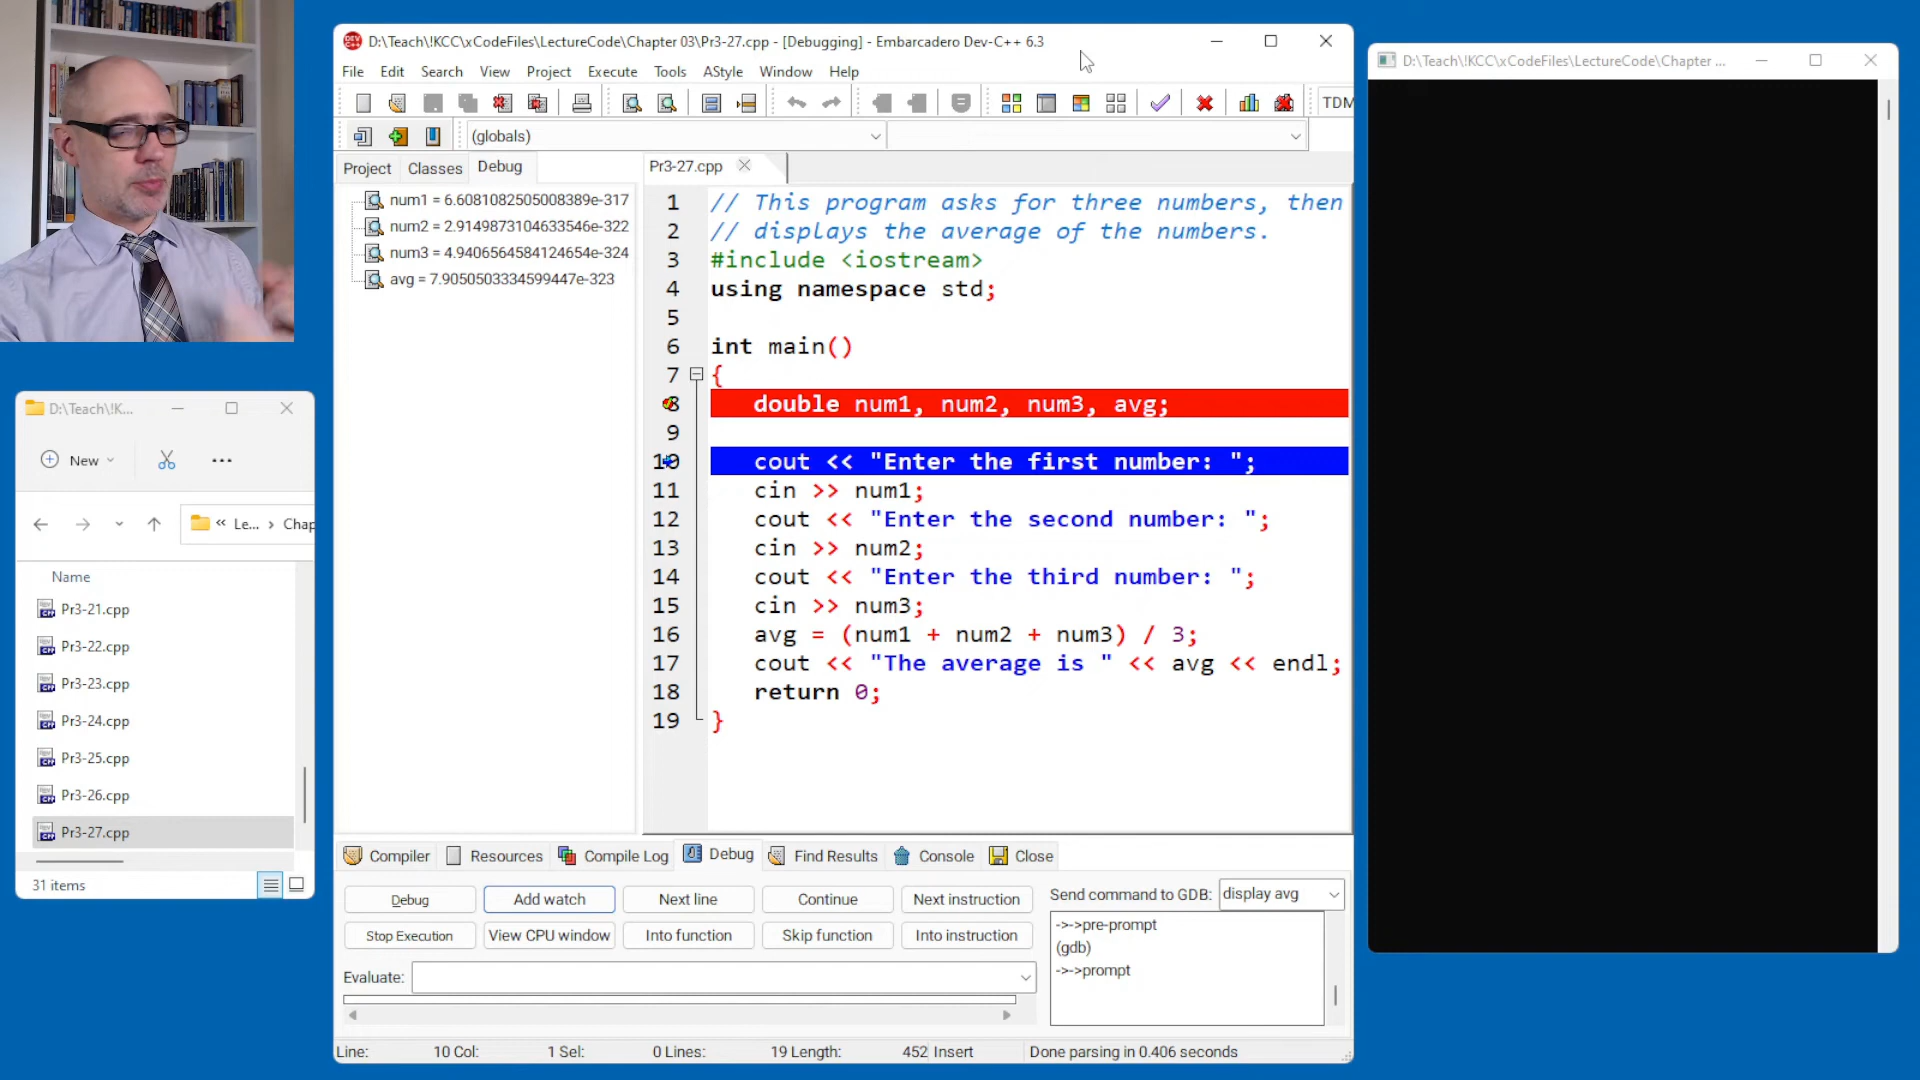 D:\Teach\!KCC\xCodeFiles\LectureCode\Chapter 03\Pr3-27.cpp - [Debugging] - Embarcadero Dev-C++ 6.3
File Edit Search View Project Execute Tools AStyle Window Help
TDM
(globals)
Project Classes Debug
num1 = 6.6081082505008389e-317
num2 = 2.9149873104633546e-322
num3 = 4.9406564584124654e-324
avg = 7.9050503334599447e-323
Pr3-27.cpp
1 // This program asks for three numbers, then
2 // displays the average of the numbers.
3 #include <iostream>
4 using namespace std;
5
6 int main()
7 {
8 double num1, num2, num3, avg;
9
10 cout << "Enter the first number: ";
11 cin >> num1;
12 cout << "Enter the second number: ";
13 cin >> num2;
14 cout << "Enter the third number: ";
15 cin >> num3;
16 avg = (num1 + num2 + num3) / 3;
17 cout << "The average is " << avg << endl;
18 return 0;
19 }
Compiler Resources Compile Log Debug Find Results Console Close
Debug Add watch Next line Continue Next instruction
Stop Execution View CPU window Into function Skip function Into instruction
Evaluate:
Send command to GDB: display avg
->->pre-prompt
(gdb)
->->prompt
Line: 10 Col: 1 Sel: 0 Lines: 19 Length: 452 Insert Done parsing in 0.406 seconds
D:\Teach\!KCC\xCodeFiles\LectureCode\Chapter ...
D:\Teach\!K...
New
« Le... > Chap
Name
Pr3-21.cpp
Pr3-22.cpp
Pr3-23.cpp
Pr3-24.cpp
Pr3-25.cpp
Pr3-26.cpp
Pr3-27.cpp
31 items